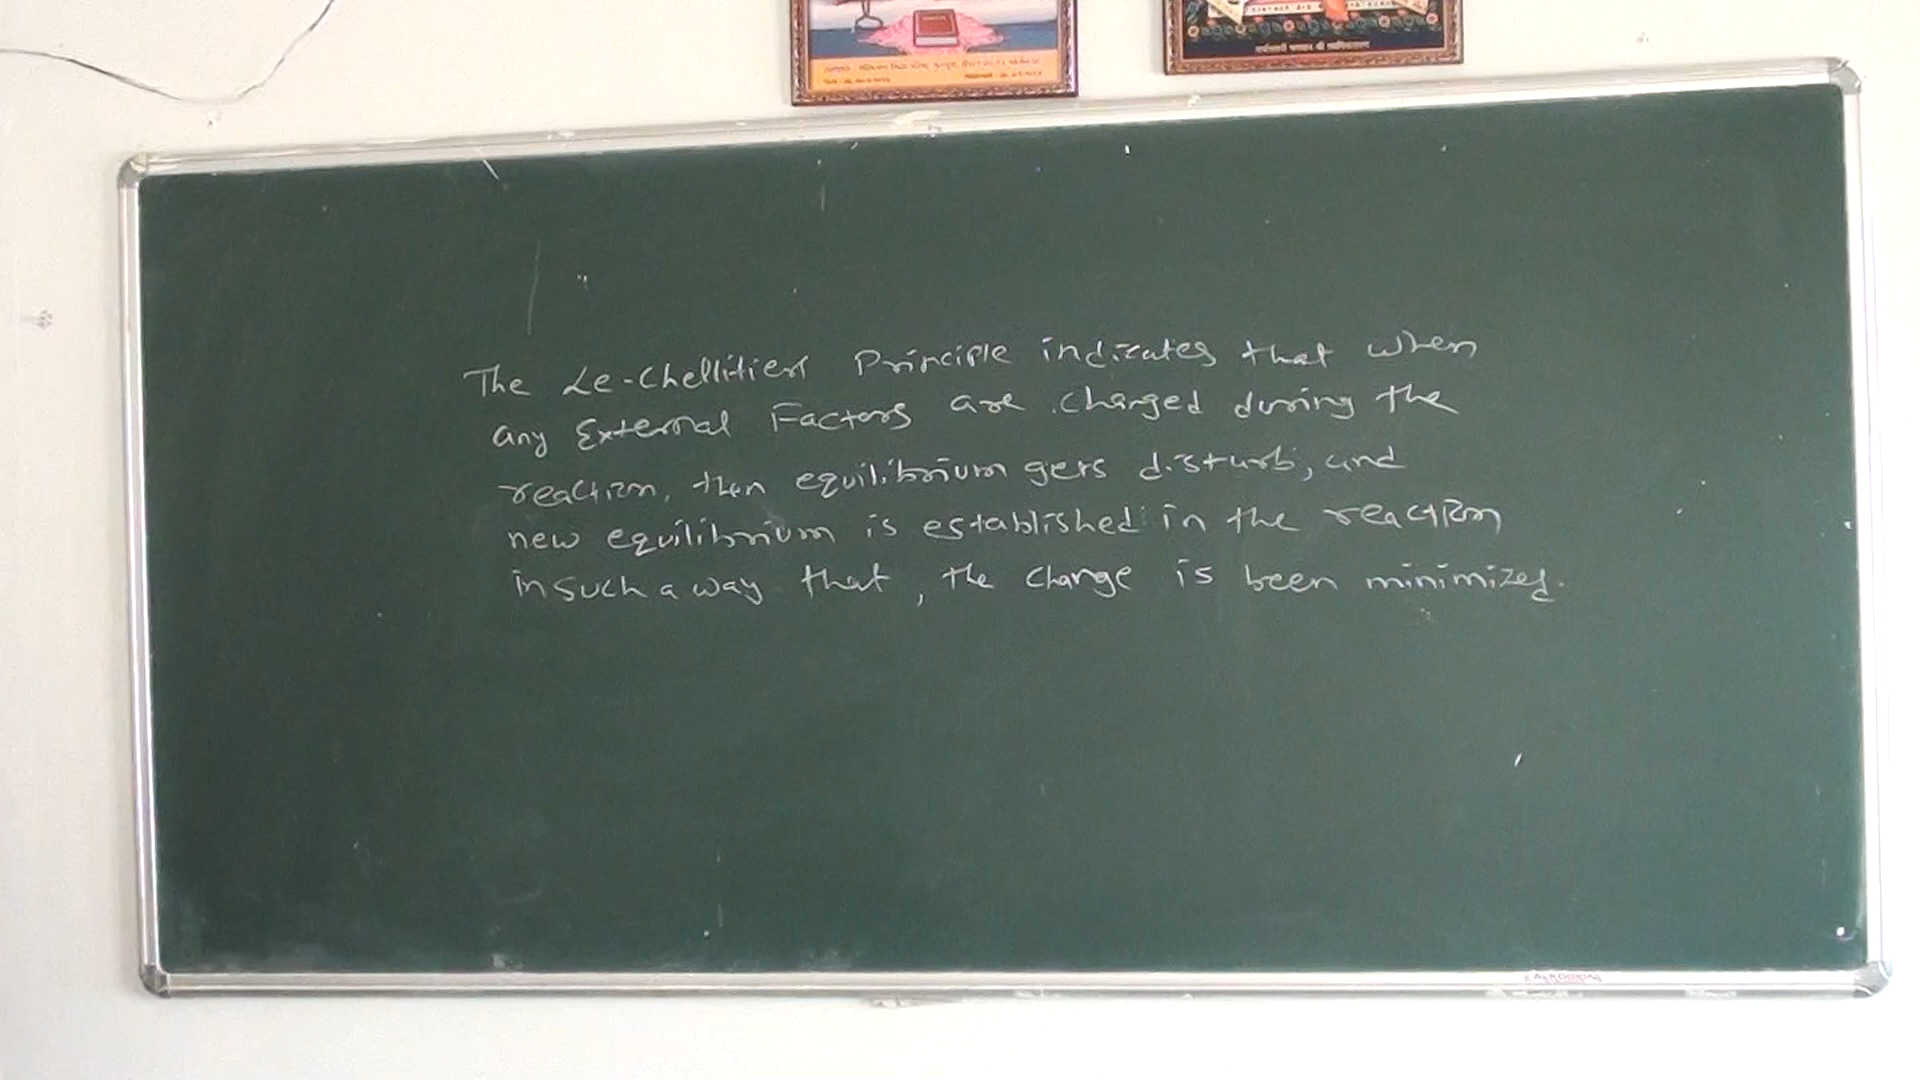 The Le-Chellitiers Principle indicates that when
any External Factors are changed during the
reaction, then equilibrium gets disturb, and
new equilibrium is established in the reaction
in such a way that, the change is been minimized.